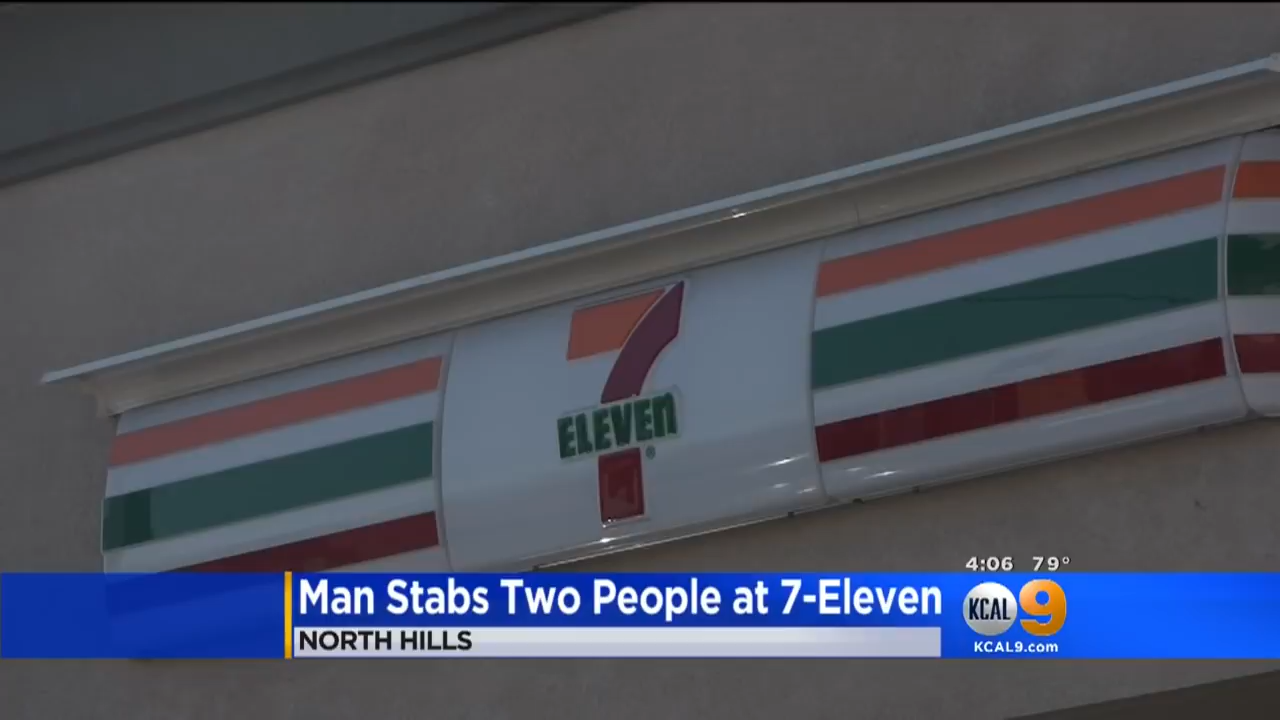 7
ELEVEN
®
4:06 79°
Man Stabs Two People at 7-Eleven
NORTH HILLS
KCAL 9
KCAL9.com